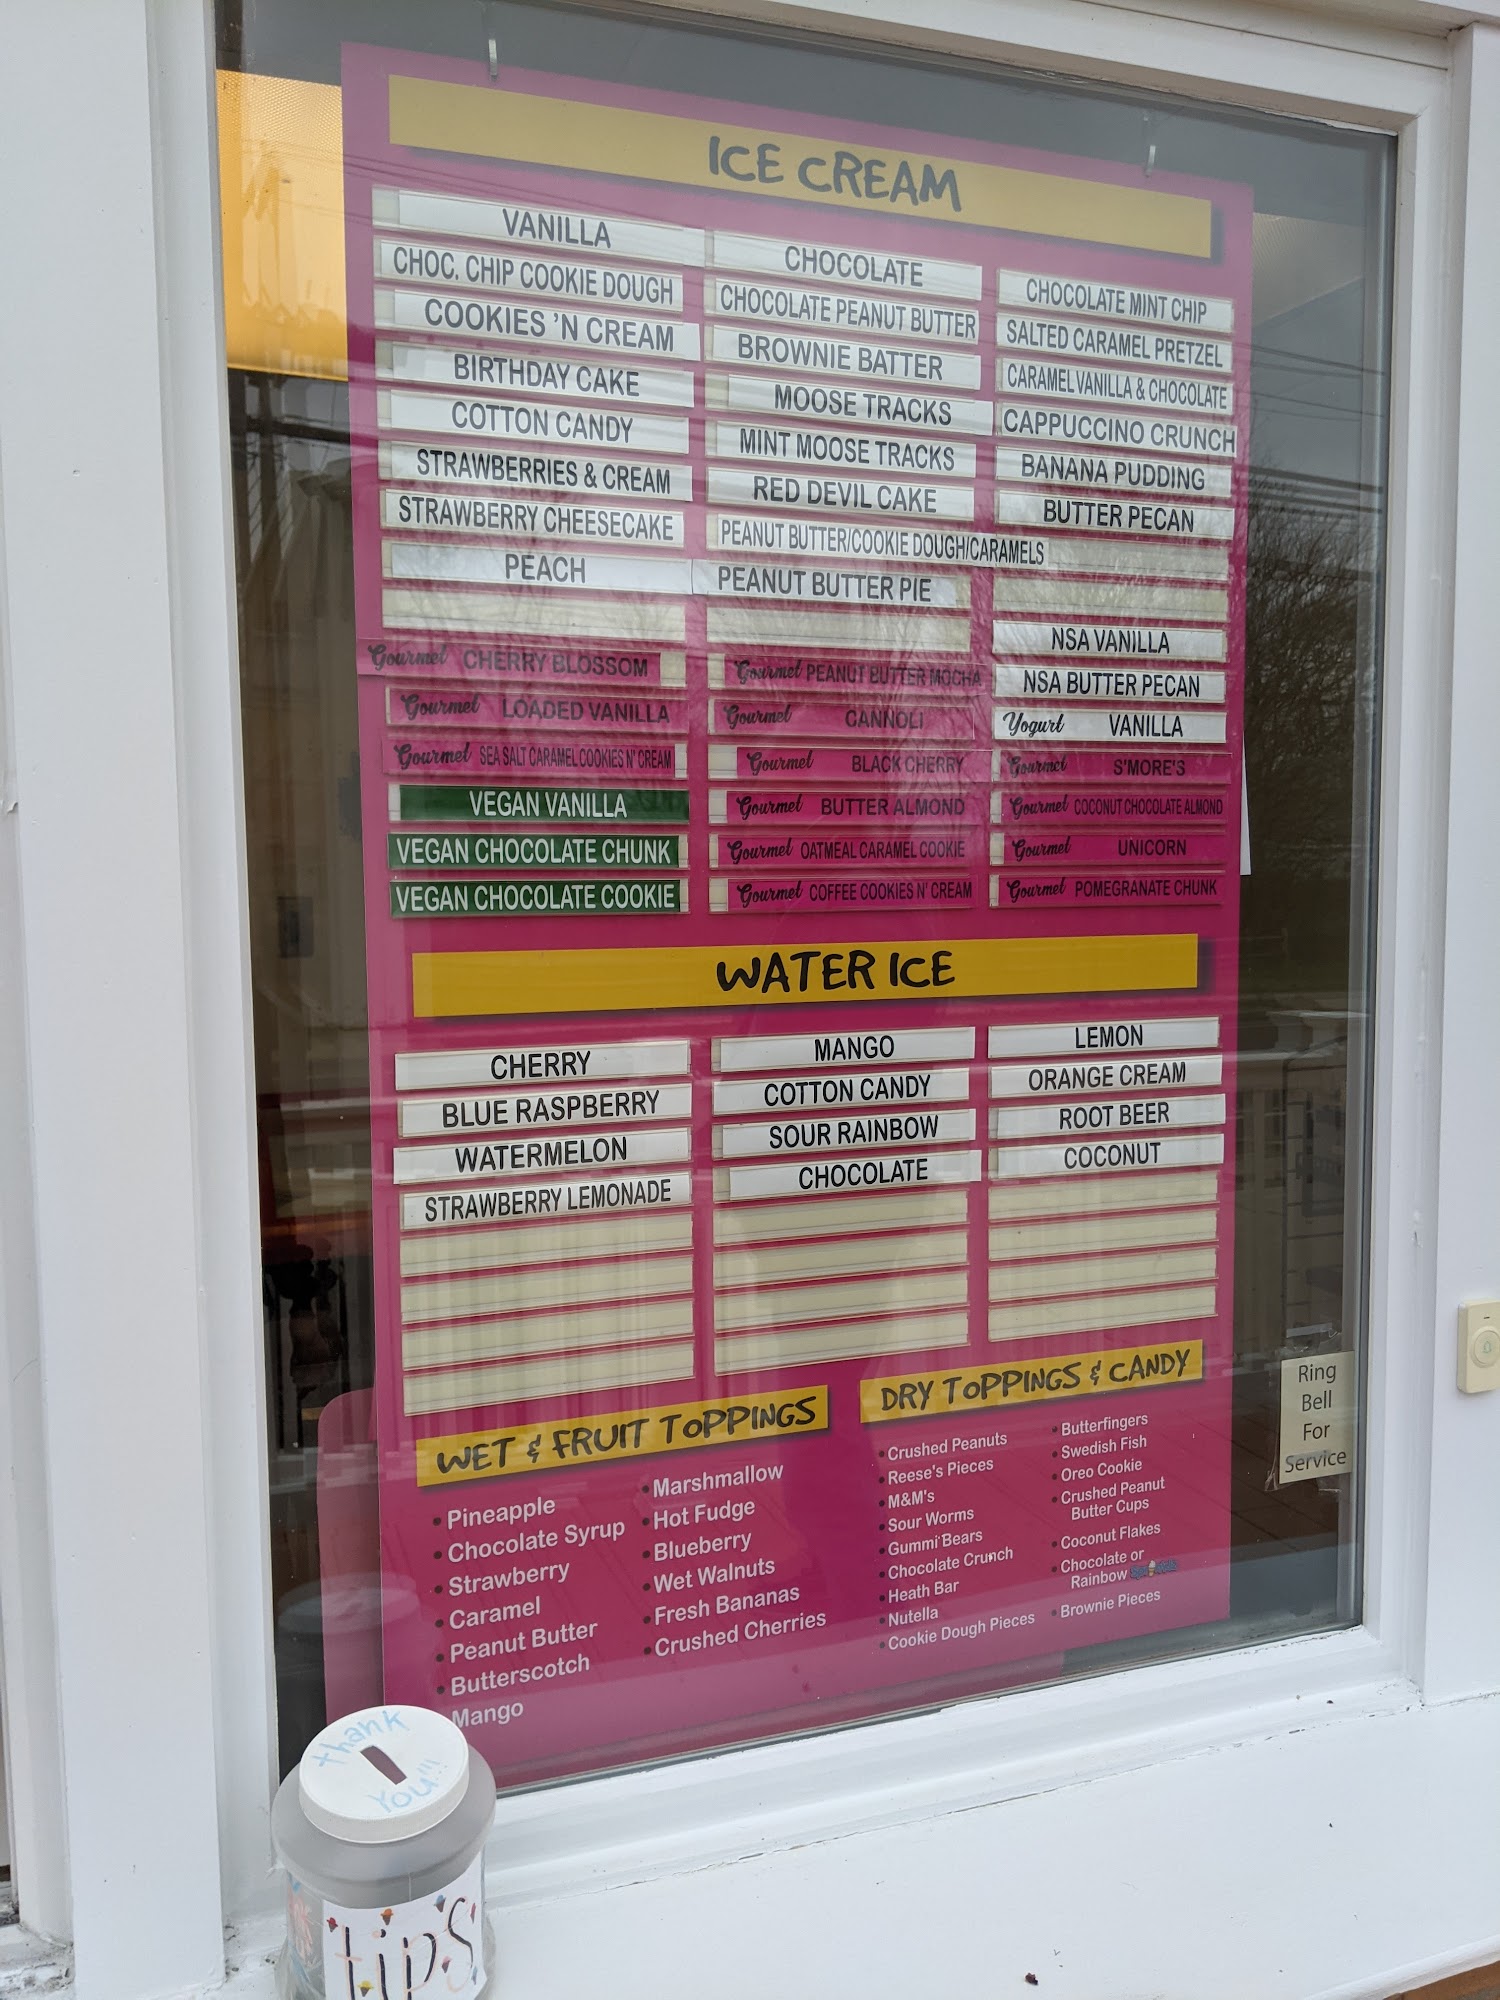 ICE CREAM
VANILLA
CHOC. CHIP COOKIE DOUGH
COOKIES 'N CREAM
BIRTHDAY CAKE
COTTON CANDY
STRAWBERRIES & CREAM
STRAWBERRY CHEESECAKE
PEACH
Gourmet CHERRY BLOSSOM
Gourmet LOADED VANILLA
Gourmet SEA SALT CARAMEL COOKIES N' CREAM
VEGAN VANILLA
VEGAN CHOCOLATE CHUNK
VEGAN CHOCOLATE COOKIE
CHOCOLATE
CHOCOLATE PEANUT BUTTER
BROWNIE BATTER
MOOSE TRACKS
MINT MOOSE TRACKS
RED DEVIL CAKE
PEANUT BUTTER/COOKIE DOUGH/CARAMELS
PEANUT BUTTER PIE
Gourmet PEANUT BUTTER MOCHA
Gourmet CANNOLI
Gourmet BLACK CHERRY
Gourmet BUTTER ALMOND
Gourmet OATMEAL CARAMEL COOKIE
Gourmet COFFEE COOKIES N' CREAM
CHOCOLATE MINT CHIP
SALTED CARAMEL PRETZEL
CARAMEL VANILLA & CHOCOLATE
CAPPUCCINO CRUNCH
BANANA PUDDING
BUTTER PECAN
NSA VANILLA
NSA BUTTER PECAN
Yogurt VANILLA
Gourmet S'MORE'S
Gourmet COCONUT CHOCOLATE ALMOND
Gourmet UNICORN
Gourmet POMEGRANATE CHUNK
WATER ICE
CHERRY
BLUE RASPBERRY
WATERMELON
STRAWBERRY LEMONADE
MANGO
COTTON CANDY
SOUR RAINBOW
CHOCOLATE
LEMON
ORANGE CREAM
ROOT BEER
COCONUT
WET & FRUIT TOPPINGS
• Pineapple
• Chocolate Syrup
• Strawberry
• Caramel
• Peanut Butter
• Butterscotch
Mango
• Marshmallow
• Hot Fudge
• Blueberry
• Wet Walnuts
• Fresh Bananas
• Crushed Cherries
DRY TOPPINGS & CANDY
• Crushed Peanuts
• Reese's Pieces
• M&M's
• Sour Worms
• Gummi Bears
• Chocolate Crunch
• Heath Bar
• Nutella
• Cookie Dough Pieces
• Butterfingers
• Swedish Fish
• Oreo Cookie
• Crushed Peanut
Butter Cups
• Coconut Flakes
• Chocolate or
Rainbow
• Brownie Pieces
Ring
Bell
For
Service
thank
You!!!
tips